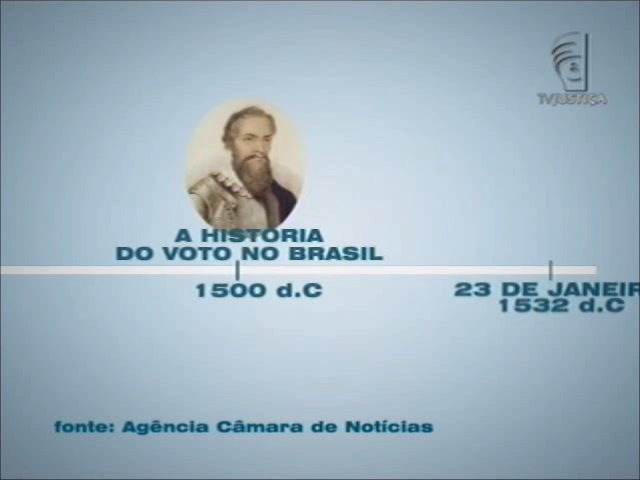 TVJUSTIÇA
A HISTÓRIA
DO VOTO NO BRASIL
1500 d.C
23 DE JANEIR
1532 d.C
fonte: Agência Câmara de Notícias